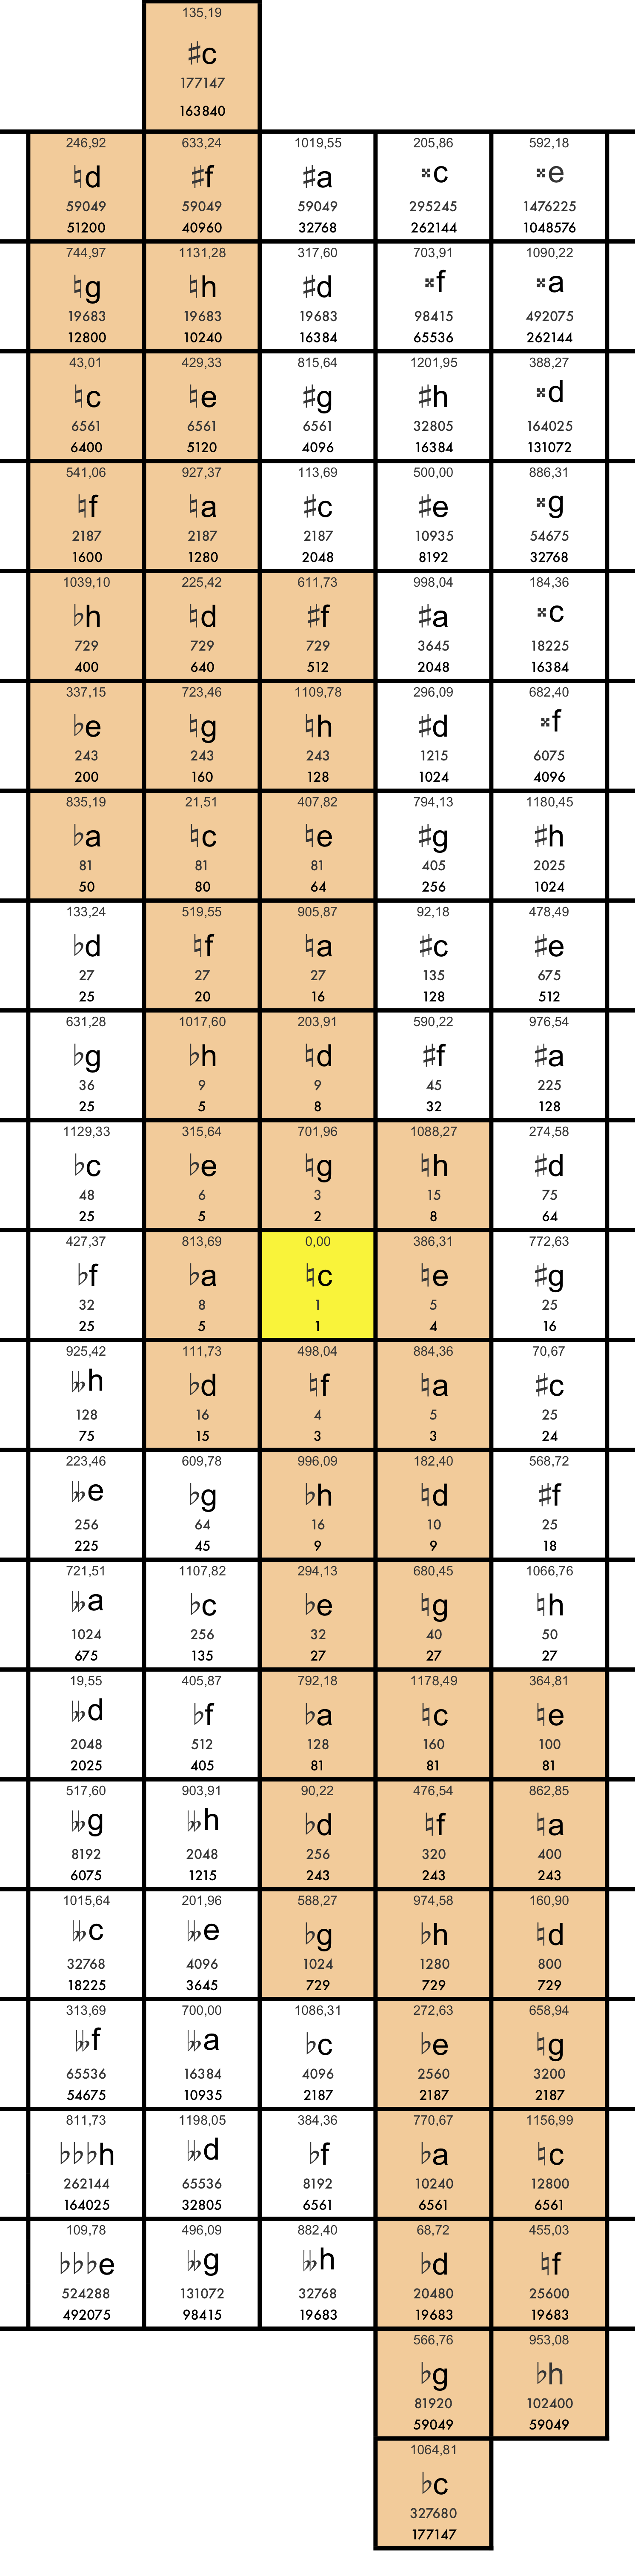 135,19
♯c
177147
163840
246,92 633,24 1019,55 205,86 592,18
♮d ♯f ♯a 𝄪c 𝄪e
59049 59049 59049 295245 1476225
51200 40960 32768 262144 1048576
744,97 1131,28 317,60 703,91 1090,22
♮g ♮h ♯d 𝄪f 𝄪a
19683 19683 19683 98415 492075
12800 10240 16384 65536 262144
43,01 429,33 815,64 1201,95 388,27
♮c ♮e ♯g ♯h 𝄪d
6561 6561 6561 32805 164025
6400 5120 4096 16384 131072
541,06 927,37 113,69 500,00 886,31
♮f ♮a ♯c ♯e 𝄪g
2187 2187 2187 10935 54675
1600 1280 2048 8192 32768
1039,10 225,42 611,73 998,04 184,36
♭h ♮d ♯f ♯a 𝄪c
729 729 729 3645 18225
400 640 512 2048 16384
337,15 723,46 1109,78 296,09 682,40
♭e ♮g ♮h ♯d 𝄪f
243 243 243 1215 6075
200 160 128 1024 4096
835,19 21,51 407,82 794,13 1180,45
♭a ♮c ♮e ♯g ♯h
81 81 81 405 2025
50 80 64 256 1024
133,24 519,55 905,87 92,18 478,49
♭d ♮f ♮a ♯c ♯e
27 27 27 135 675
25 20 16 128 512
631,28 1017,60 203,91 590,22 976,54
♭g ♭h ♮d ♯f ♯a
36 9 9 45 225
25 5 8 32 128
1129,33 315,64 701,96 1088,27 274,58
♭c ♭e ♮g ♮h ♯d
48 6 3 15 75
25 5 2 8 64
427,37 813,69 0,00 386,31 772,63
♭f ♭a ♮c ♮e ♯g
32 8 1 5 25
25 5 1 4 16
925,42 111,73 498,04 884,36 70,67
𝄫h ♭d ♮f ♮a ♯c
128 16 4 5 25
75 15 3 3 24
223,46 609,78 996,09 182,40 568,72
𝄫e ♭g ♭h ♮d ♯f
256 64 16 10 25
225 45 9 9 18
721,51 1107,82 294,13 680,45 1066,76
𝄫a ♭c ♭e ♮g ♮h
1024 256 32 40 50
675 135 27 27 27
19,55 405,87 792,18 1178,49 364,81
𝄫d ♭f ♭a ♮c ♮e
2048 512 128 160 100
2025 405 81 81 81
517,60 903,91 90,22 476,54 862,85
𝄫g 𝄫h ♭d ♮f ♮a
8192 2048 256 320 400
6075 1215 243 243 243
1015,64 201,96 588,27 974,58 160,90
𝄫c 𝄫e ♭g ♭h ♮d
32768 4096 1024 1280 800
18225 3645 729 729 729
313,69 700,00 1086,31 272,63 658,94
𝄫f 𝄫a ♭c ♭e ♮g
65536 16384 4096 2560 3200
54675 10935 2187 2187 2187
811,73 1198,05 384,36 770,67 1156,99
♭♭♭h 𝄫d ♭f ♭a ♮c
262144 65536 8192 10240 12800
164025 32805 6561 6561 6561
109,78 496,09 882,40 68,72 455,03
♭♭♭e 𝄫g 𝄫h ♭d ♮f
524288 131072 32768 20480 25600
492075 98415 19683 19683 19683
566,76 953,08
♭g ♭h
81920 102400
59049 59049
1064,81
♭c
327680
177147